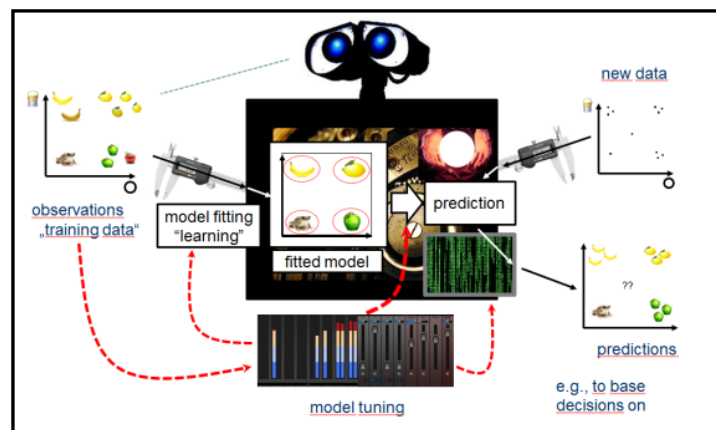 new data
observations
„training data“
model fitting
“learning”
fitted model
prediction
??
predictions
model tuning
e.g., to base
decisions on